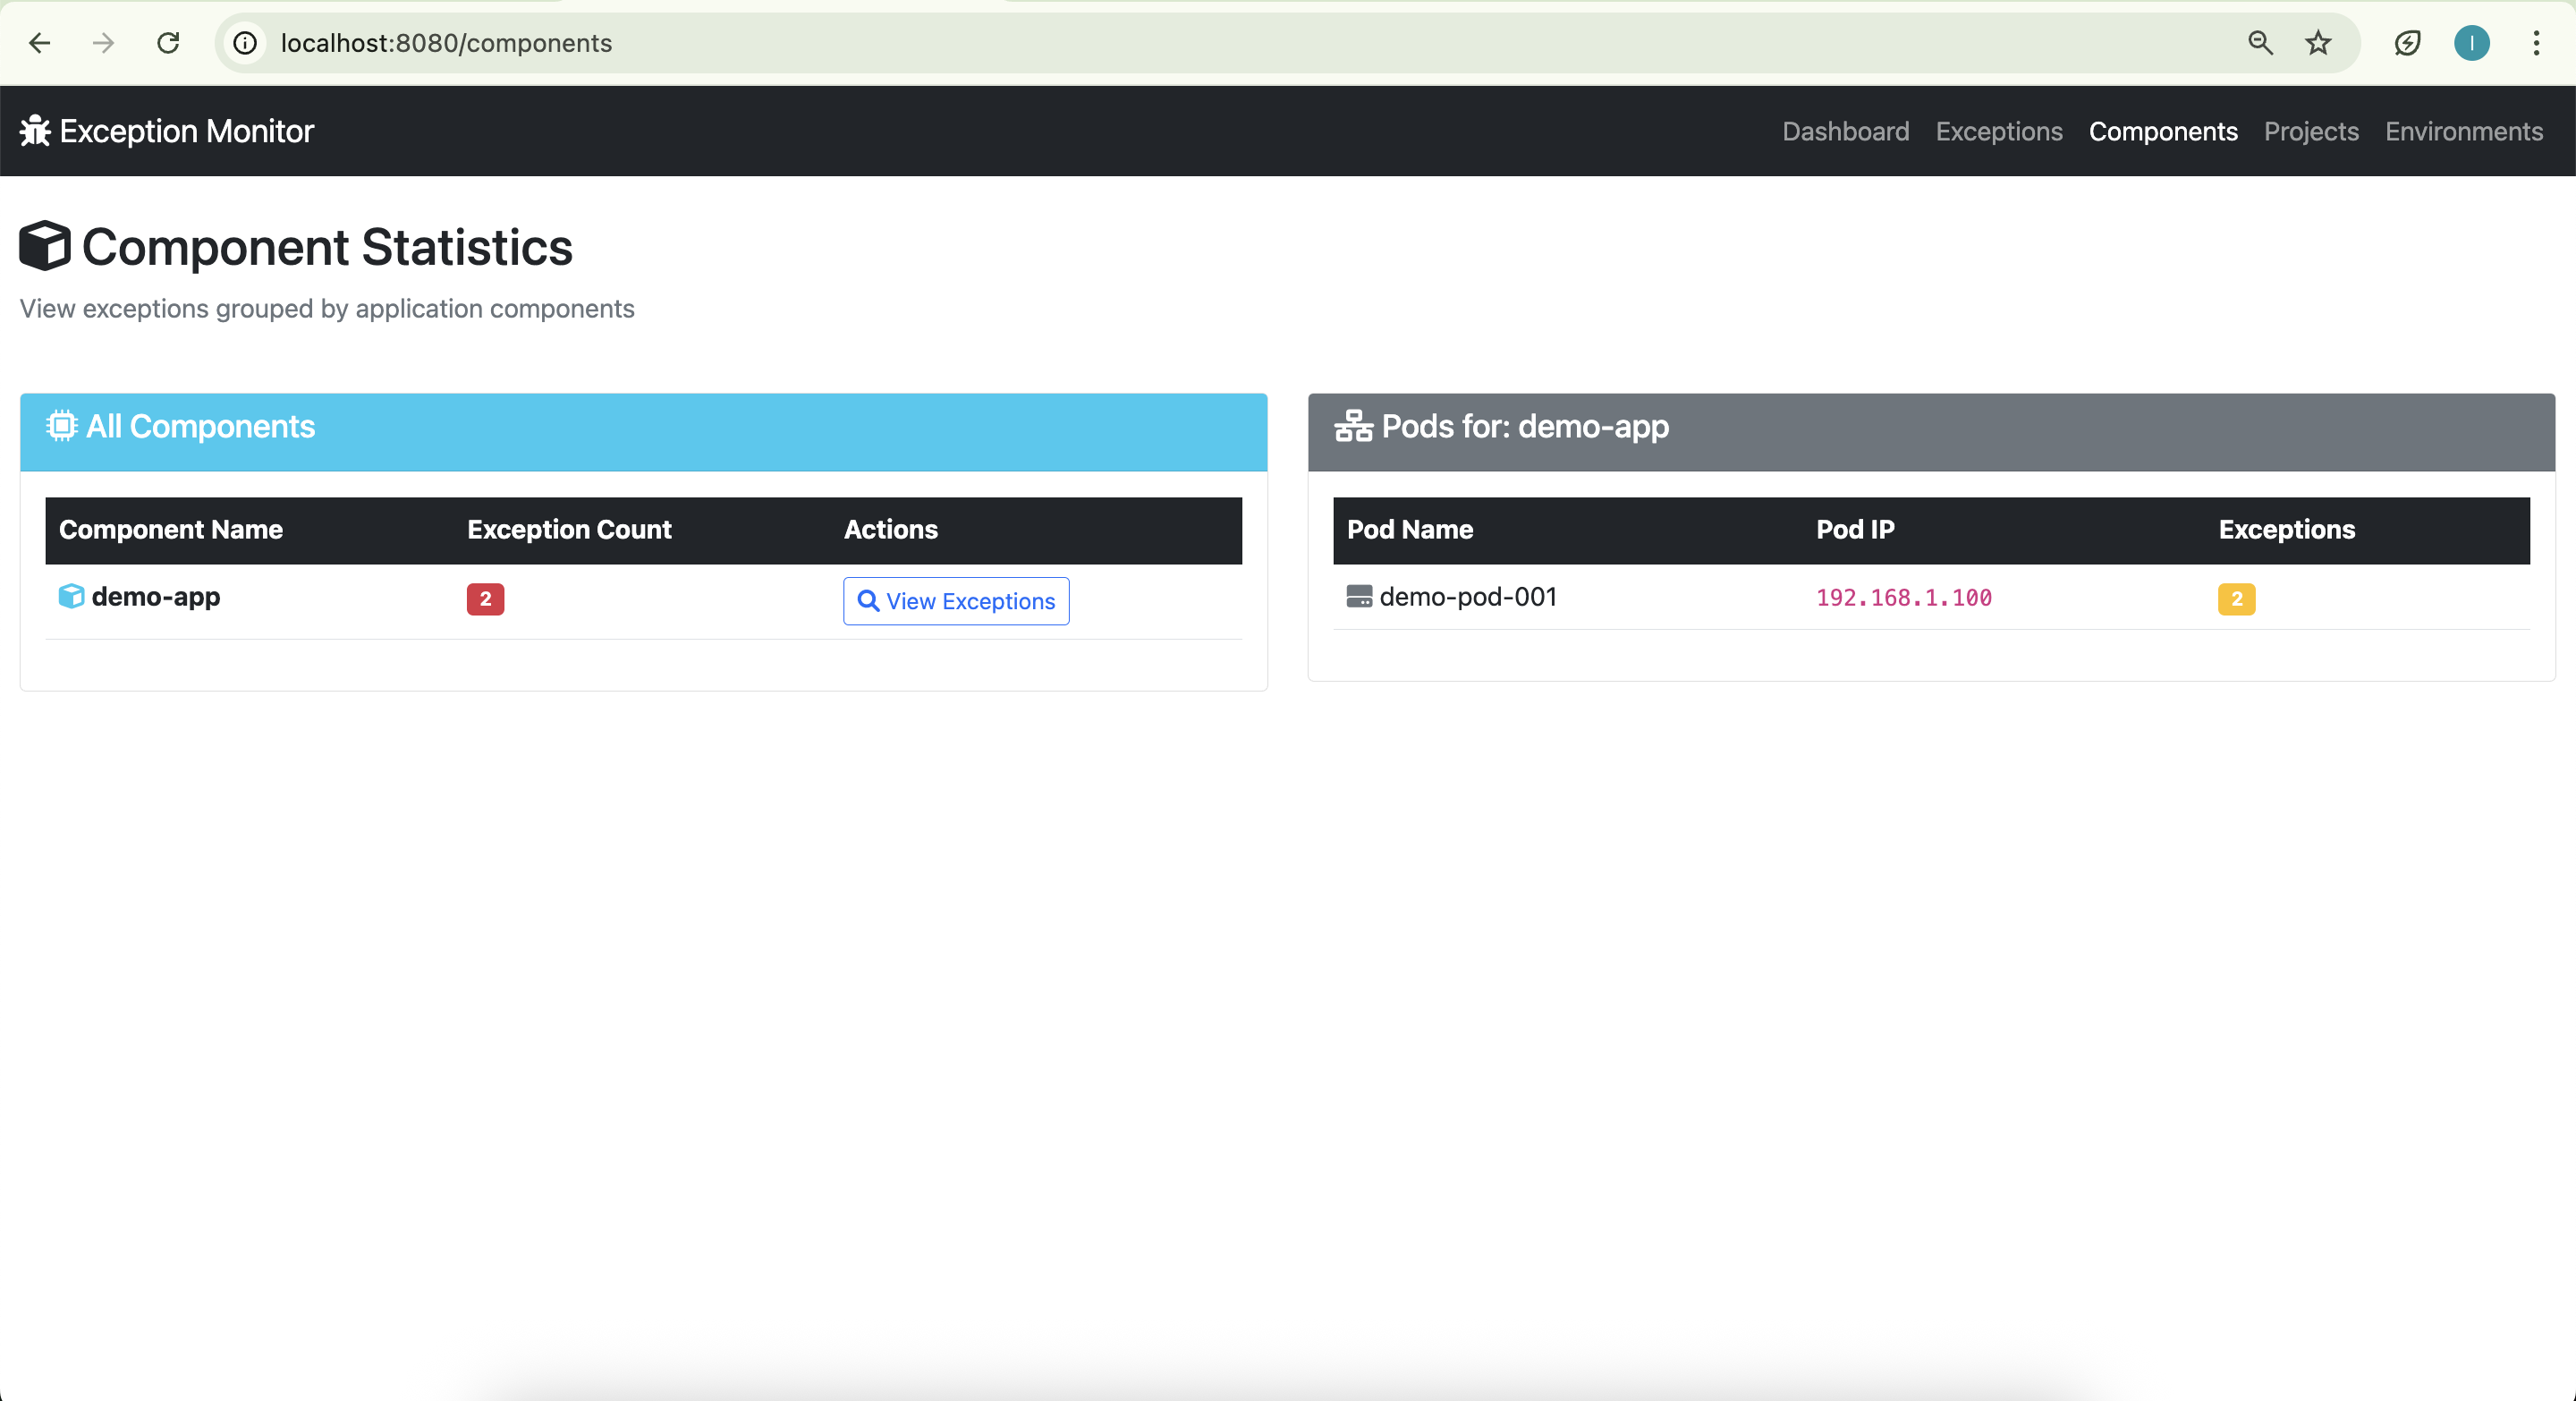 localhost:8080/components
I
Exception Monitor
Dashboard Exceptions Components Projects Environments
Component Statistics
View exceptions grouped by application components
All Components
Component Name Exception Count Actions
demo-app 2 View Exceptions
Pods for: demo-app
Pod Name Pod IP Exceptions
demo-pod-001 192.168.1.100 2